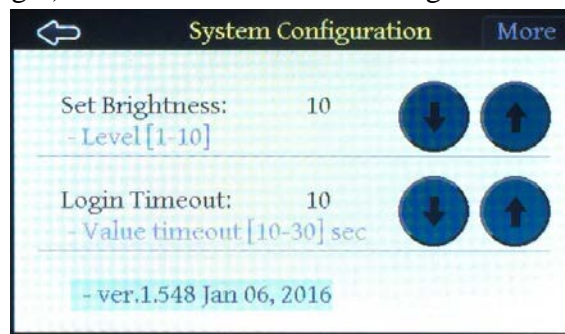 System Configuration More
Set Brightness: 10
- Level [1-10]
Login Timeout: 10
- Value timeout [10-30] sec
- ver.1.548 Jan 06, 2016